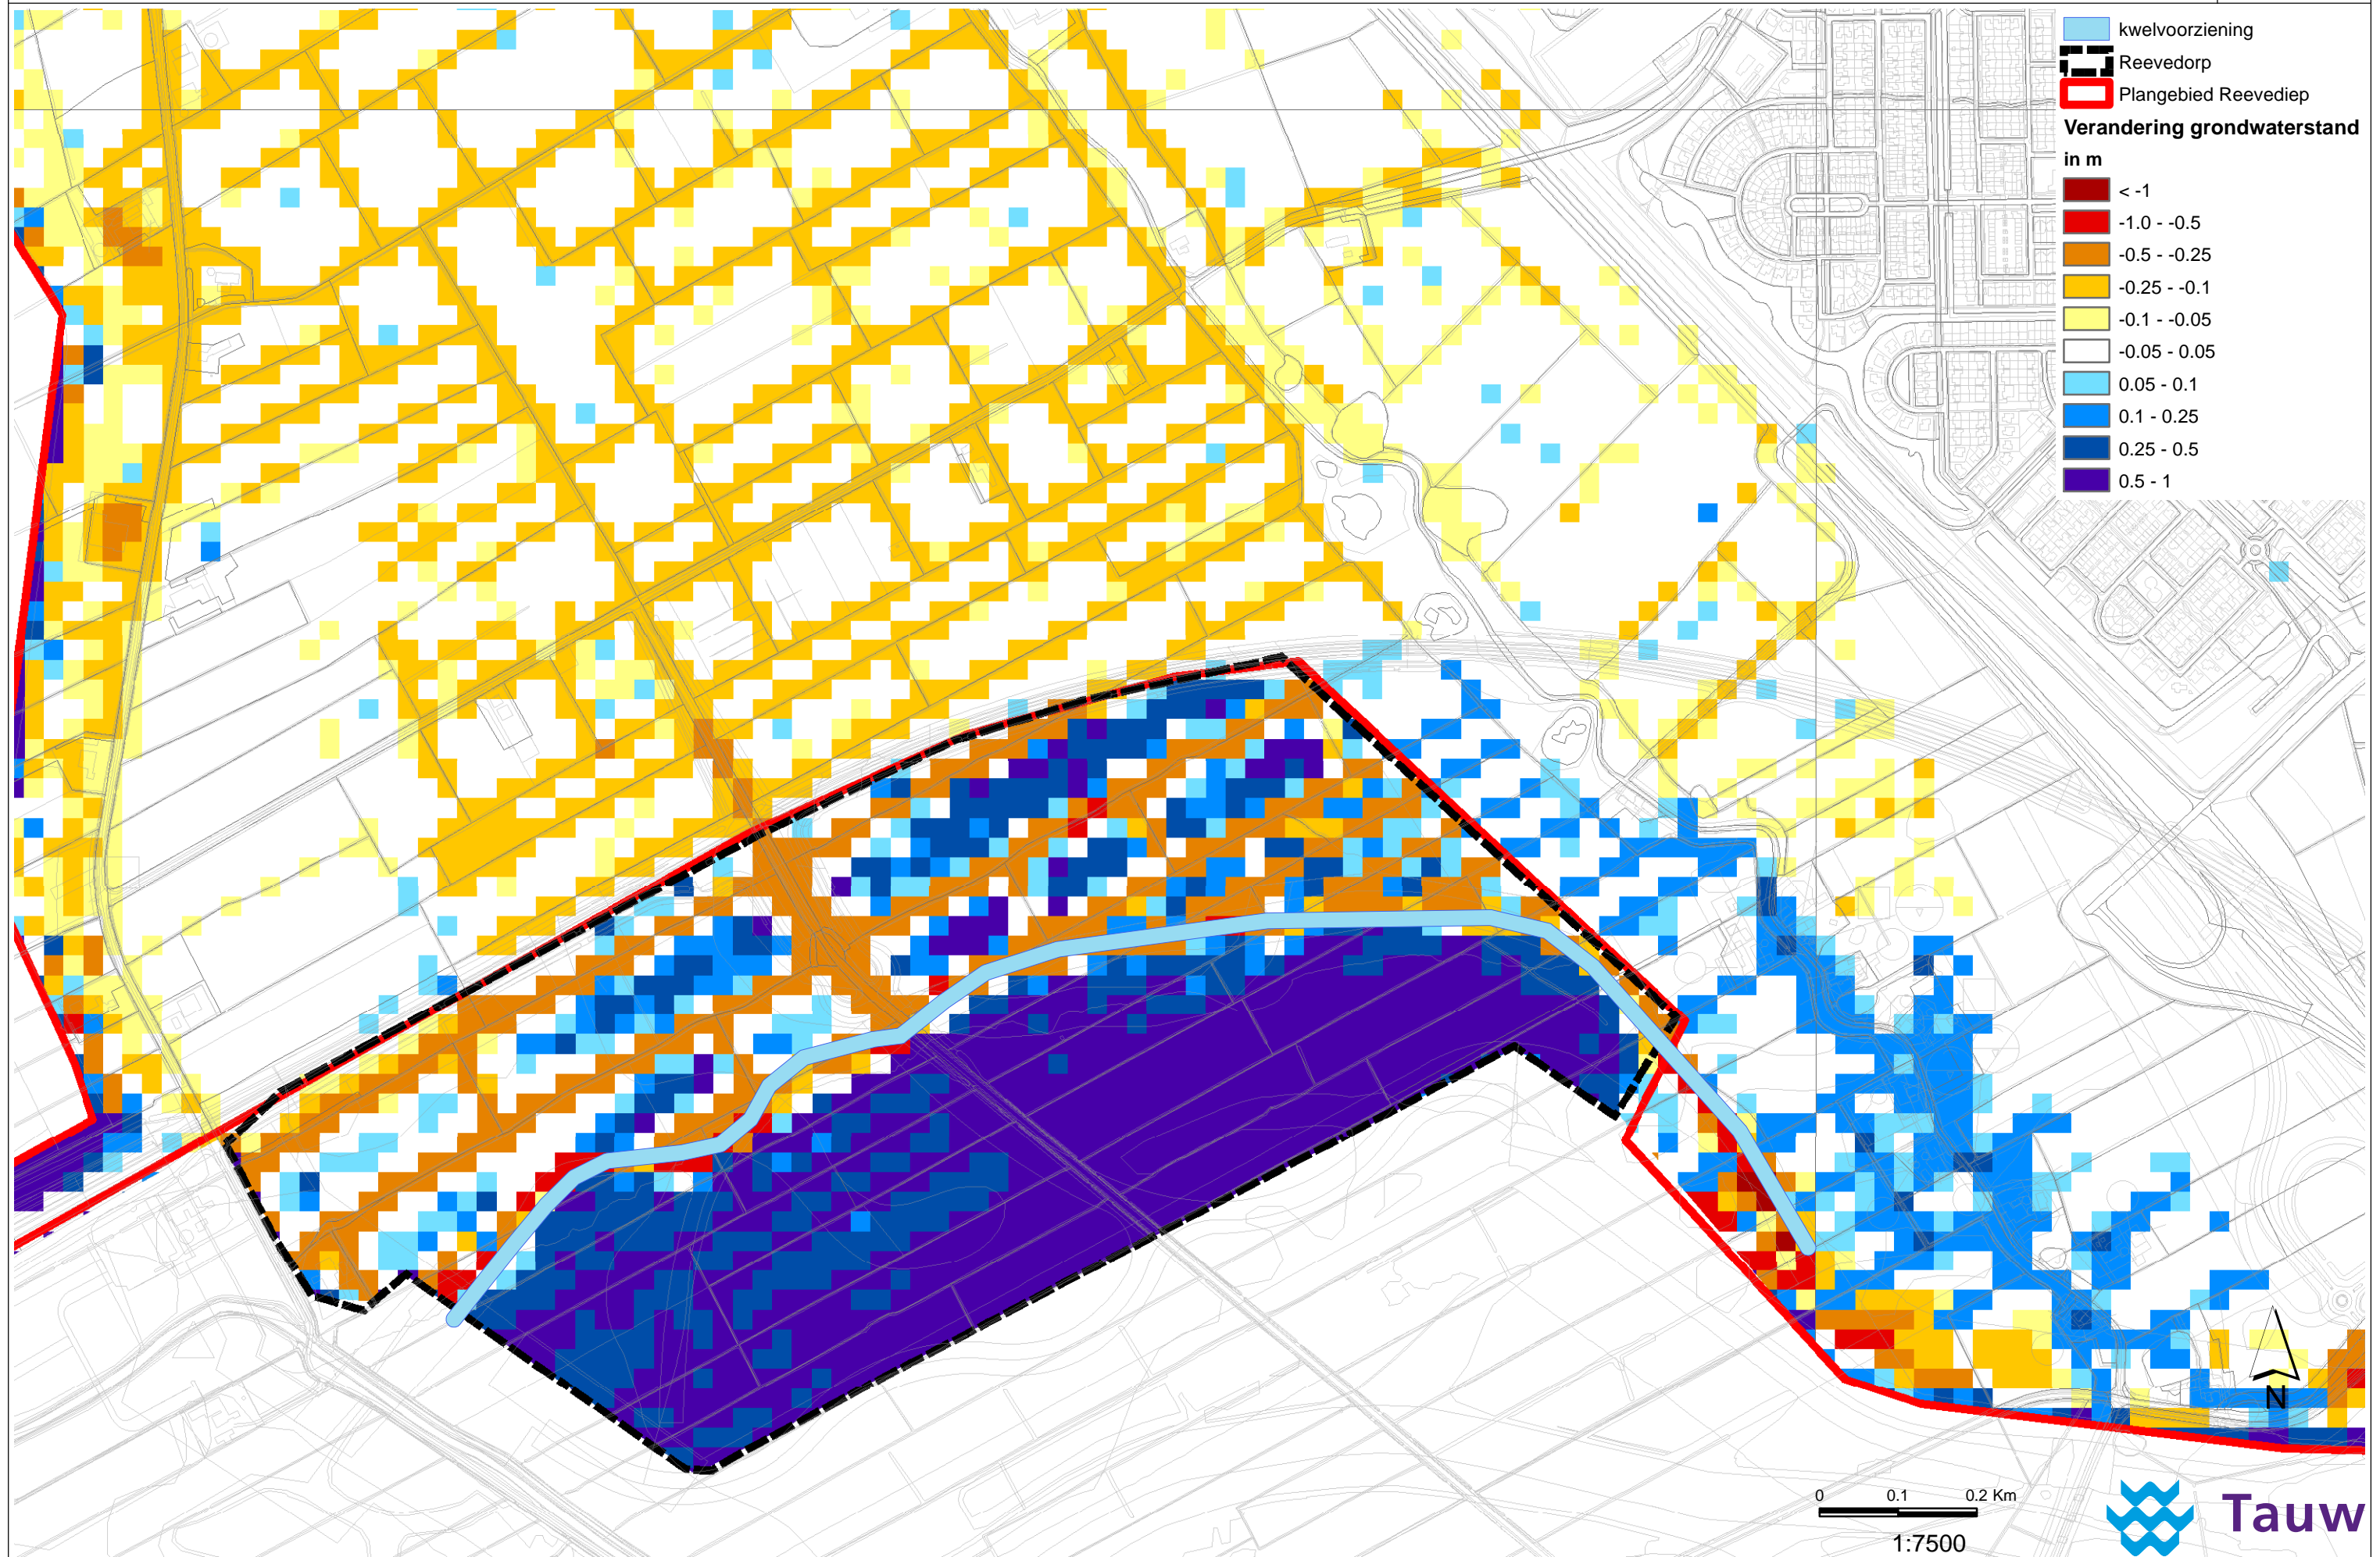 kwelvoorziening
Reevedorp
Plangebied Reevediep
Verandering grondwaterstand
in m
< -1
-1.0 - -0.5
-0.5 - -0.25
-0.25 - -0.1
-0.1 - -0.05
-0.05 - 0.05
0.05 - 0.1
0.1 - 0.25
0.25 - 0.5
0.5 - 1
N
0 0.1 0.2 Km
1:7500
Tauw